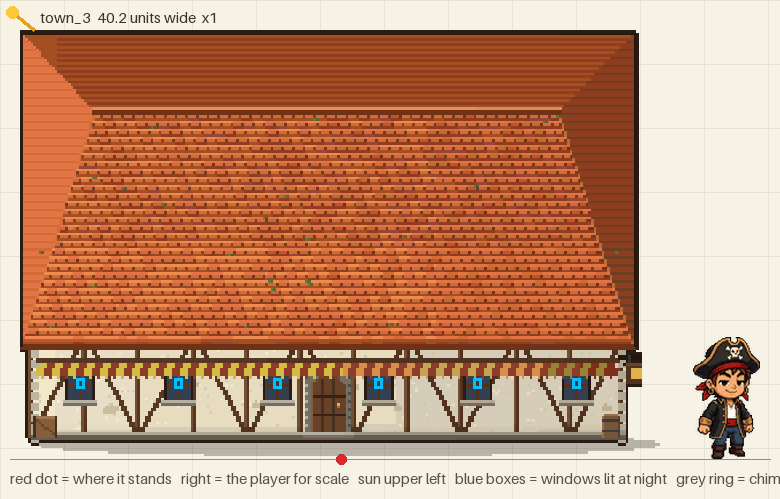 town_3 40.2 units wide x1
red dot = where it stands right = the player for scale sun upper left blue boxes = windows lit at night grey ring = chim